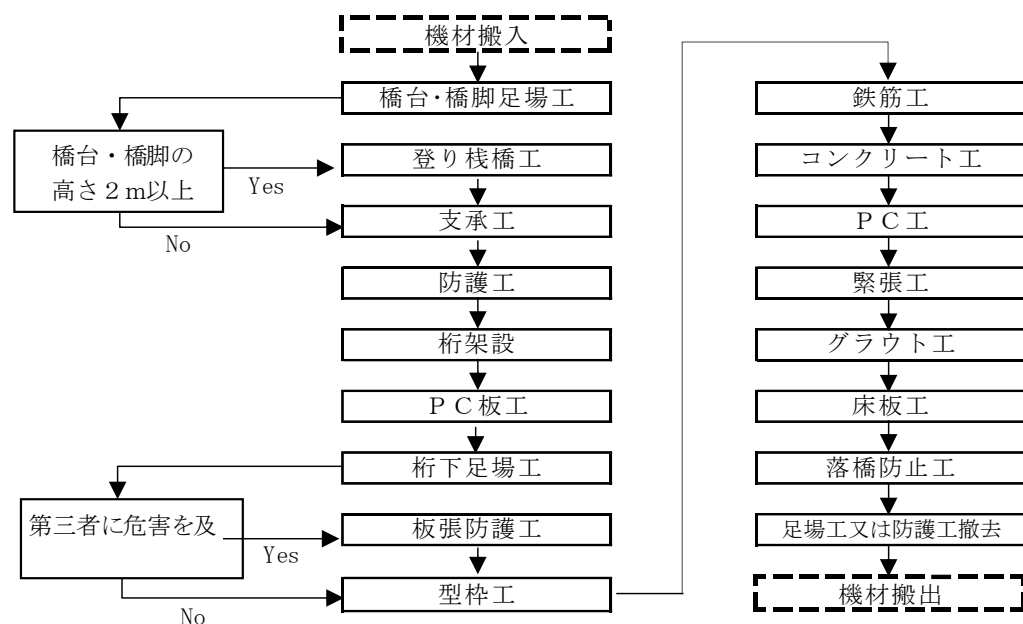 機材搬入
橋台・橋脚足場工
橋台・橋脚の
高さ２ｍ以上
Yes
No
登り桟橋工
支承工
防護工
桁架設
ＰＣ板工
桁下足場工
第三者に危害を及
Yes
No
板張防護工
型枠工
鉄筋工
コンクリート工
ＰＣ工
緊張工
グラウト工
床板工
落橋防止工
足場工又は防護工撤去
機材搬出